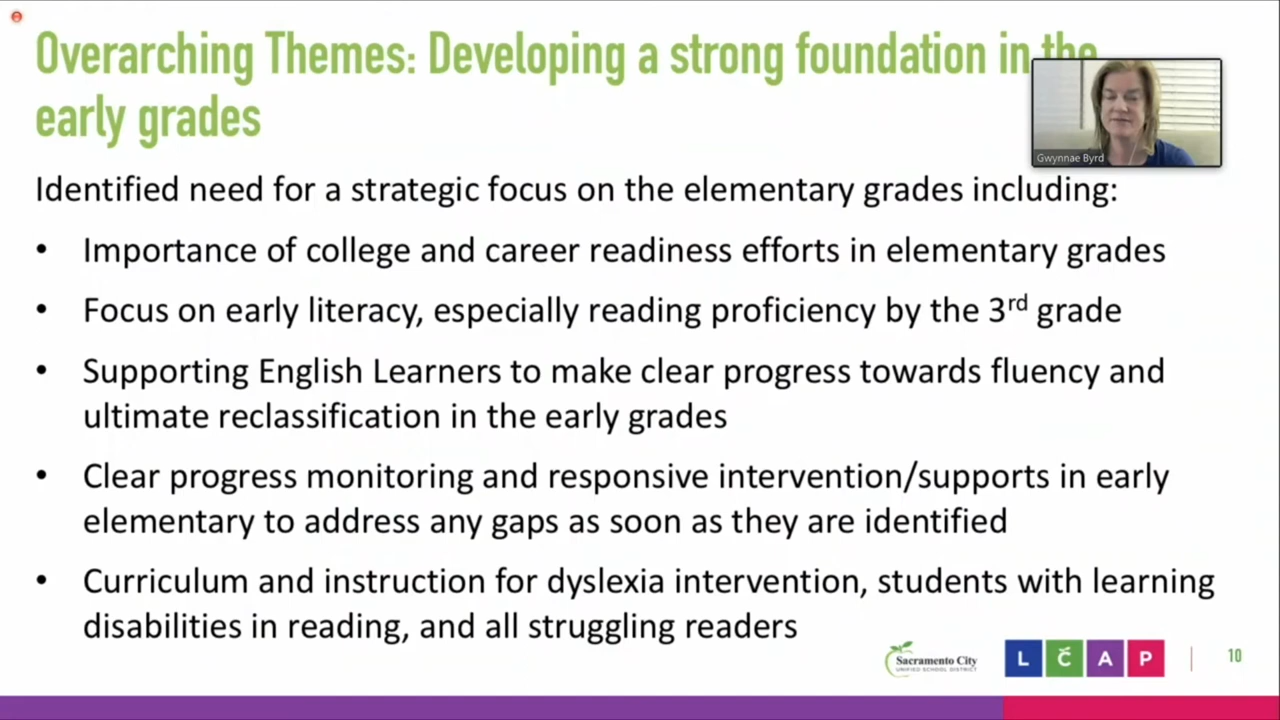 Overarching Themes: Developing a strong foundation in the
early grades
Gwynnae Byrd
Identified need for a strategic focus on the elementary grades including:
• Importance of college and career readiness efforts in elementary grades
• Focus on early literacy, especially reading proficiency by the 3rd grade
• Supporting English Learners to make clear progress towards fluency and
ultimate reclassification in the early grades
• Clear progress monitoring and responsive intervention/supports in early
elementary to address any gaps as soon as they are identified
• Curriculum and instruction for dyslexia intervention, students with learning
disabilities in reading, and all struggling readers
Sacramento City
UNIFIED SCHOOL DISTRICT
L C A P
10